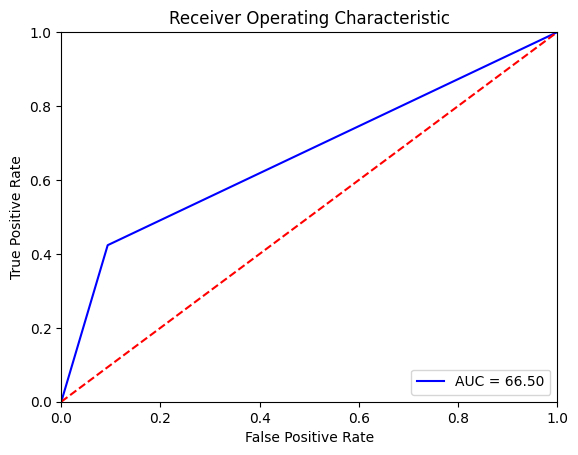 Receiver Operating Characteristic
True Positive Rate
1.0
0.8
0.6
0.4
0.2
0.0
AUC = 66.50
0.0 0.2 0.4 0.6 0.8 1.0
False Positive Rate